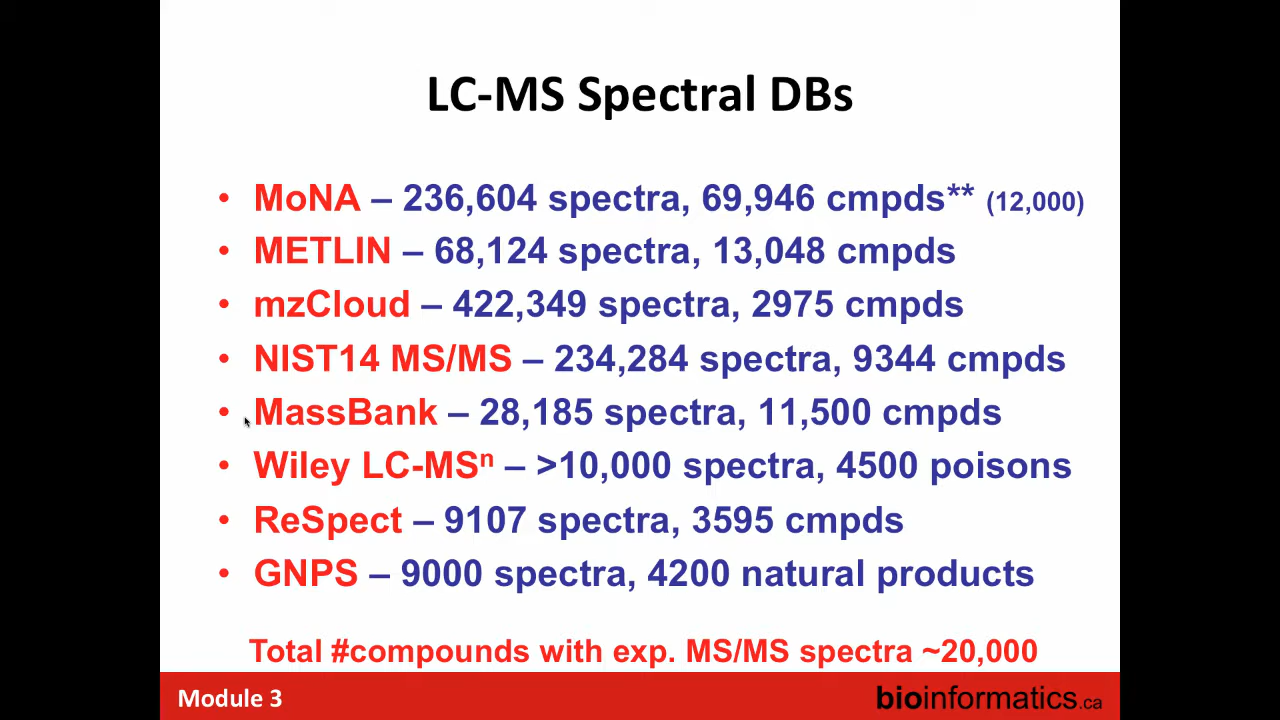 LC-MS Spectral DBs
• MoNA – 236,604 spectra, 69,946 cmpds** (12,000)
• METLIN – 68,124 spectra, 13,048 cmpds
• mzCloud – 422,349 spectra, 2975 cmpds
• NIST14 MS/MS – 234,284 spectra, 9344 cmpds
• MassBank – 28,185 spectra, 11,500 cmpds
• Wiley LC-MSⁿ – >10,000 spectra, 4500 poisons
• ReSpect – 9107 spectra, 3595 cmpds
• GNPS – 9000 spectra, 4200 natural products
Total #compounds with exp. MS/MS spectra ~20,000
Module 3
bioinformatics.ca